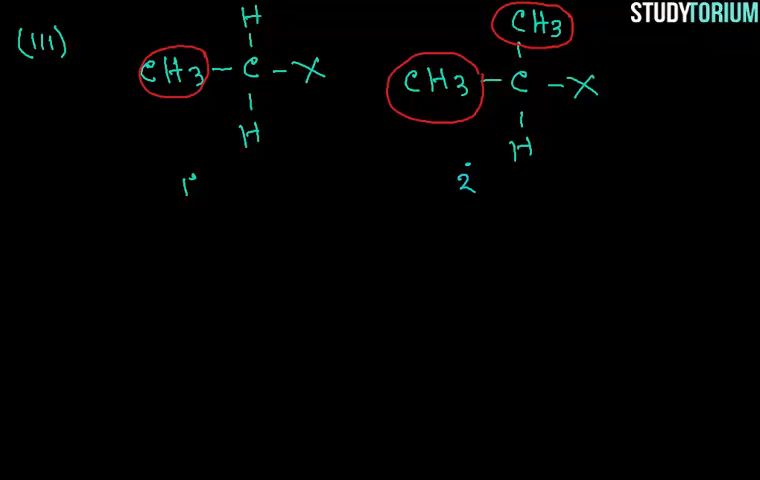 STUDYTORIUM
(III)
H CH3
CH3 - C - X CH3 - C - X
H H
1° 2°